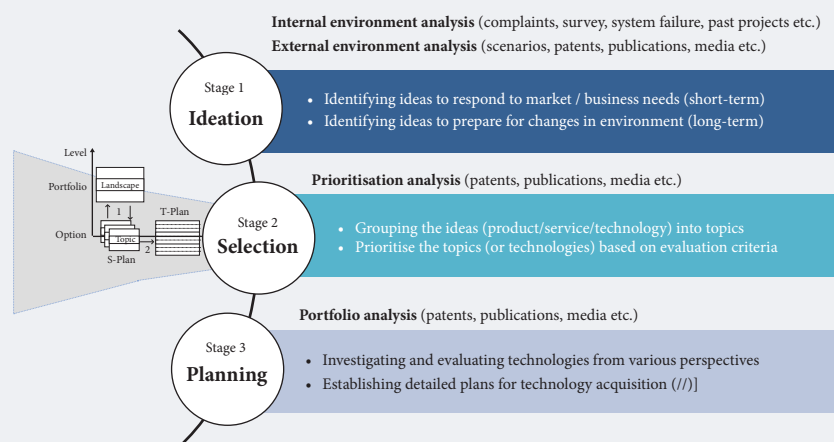 Internal environment analysis (complaints, survey, system failure, past projects etc.)
External environment analysis (scenarios, patents, publications, media etc.)
Stage 1
Ideation
• Identifying ideas to respond to market / business needs (short-term)
• Identifying ideas to prepare for changes in environment (long-term)
Level
Portfolio
Landscape
1
T-Plan
Option
Topic
2
S-Plan
Prioritisation analysis (patents, publications, media etc.)
Stage 2
Selection
• Grouping the ideas (product/service/technology) into topics
• Prioritise the topics (or technologies) based on evaluation criteria
Portfolio analysis (patents, publications, media etc.)
Stage 3
Planning
• Investigating and evaluating technologies from various perspectives
• Establishing detailed plans for technology acquisition (//)]